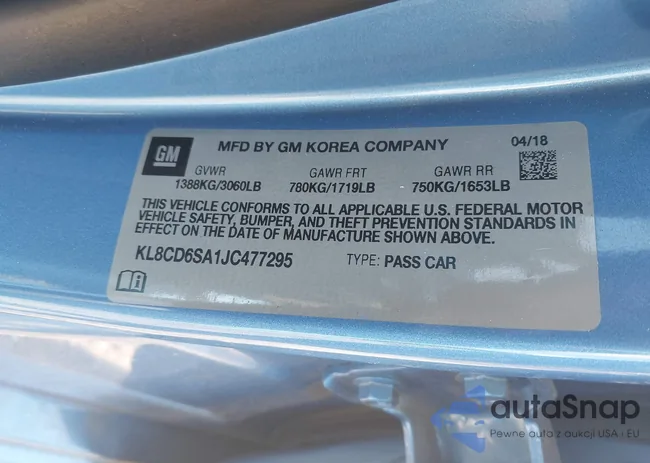 GM
MFD BY GM KOREA COMPANY
04/18
GVWR GAWR FRT GAWR RR
1388KG/3060LB 780KG/1719LB 750KG/1653LB
THIS VEHICLE CONFORMS TO ALL APPLICABLE U.S. FEDERAL MOTOR
VEHICLE SAFETY, BUMPER, AND THEFT PREVENTION STANDARDS IN
EFFECT ON THE DATE OF MANUFACTURE SHOWN ABOVE.
KL8CD6SA1JC477295 TYPE: PASS CAR
autaSnap
Pewne auta z aukcji USA i EU